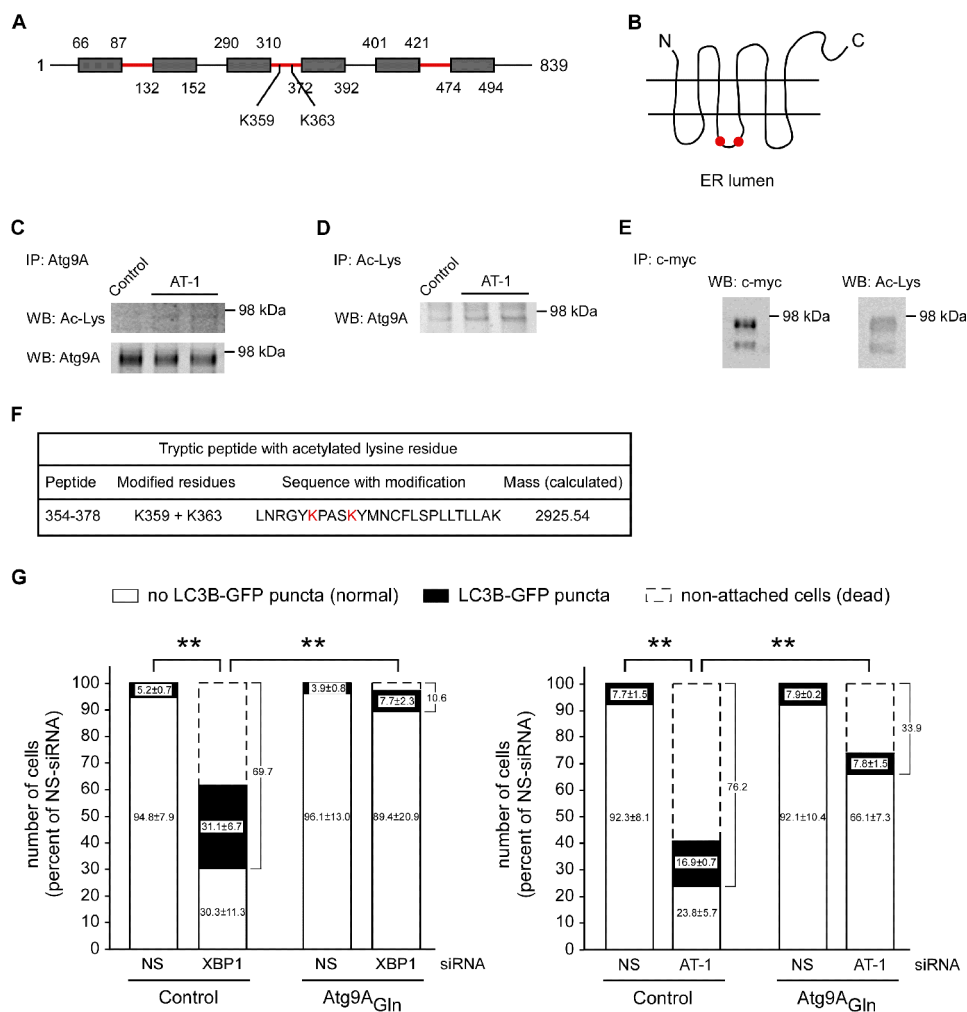 A
66 87 290 310 401 421
1 839
132 152 372 392 474 494
K359 K363
B
N C
ER lumen
C
IP: Atg9A
Control AT-1
WB: Ac-Lys 98 kDa
WB: Atg9A 98 kDa
D
IP: Ac-Lys
Control AT-1
WB: Atg9A 98 kDa
E
IP: c-myc
WB: c-myc WB: Ac-Lys
98 kDa 98 kDa
F
Tryptic peptide with acetylated lysine residue
Peptide Modified residues Sequence with modification Mass (calculated)
354-378 K359 + K363 LNRGYKPASKYMNCFLSPLLTLLAK 2925.54
G
no LC3B-GFP puncta (normal) LC3B-GFP puncta non-attached cells (dead)
** **
number of cells
(percent of NS-siRNA)
100
90
80
70
60
50
40
30
20
10
0
5.2±0.7 3.9±0.8 7.7±2.3 10.6
69.7
94.8±7.9 31.1±6.7 96.1±13.0 89.4±20.9
30.3±11.3
NS XBP1 NS XBP1 siRNA
Control Atg9AGln
** **
number of cells
(percent of NS-siRNA)
100
90
80
70
60
50
40
30
20
10
0
7.7±1.5 7.9±0.2
33.9
7.8±1.5
76.2
92.3±8.1 92.1±10.4 66.1±7.3
16.9±0.7
23.8±5.7
NS AT-1 NS AT-1 siRNA
Control Atg9AGln